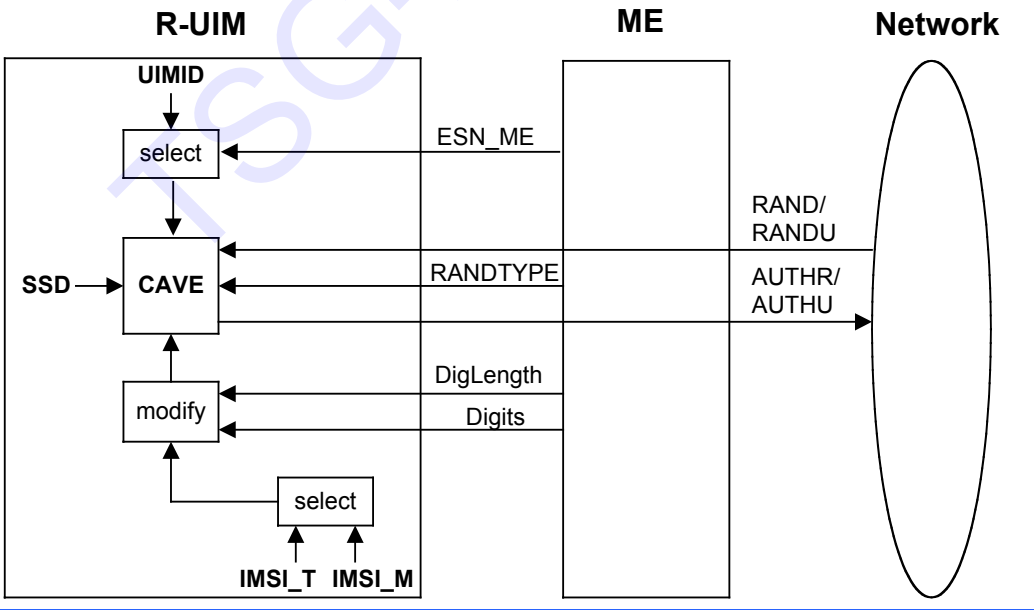 R-UIM
ME
Network
UIMID
select
ESN_ME
RAND/
RANDU
SSD
CAVE
RANDTYPE
AUTHR/
AUTHU
DigLength
modify
Digits
select
IMSI_T IMSI_M
TSG